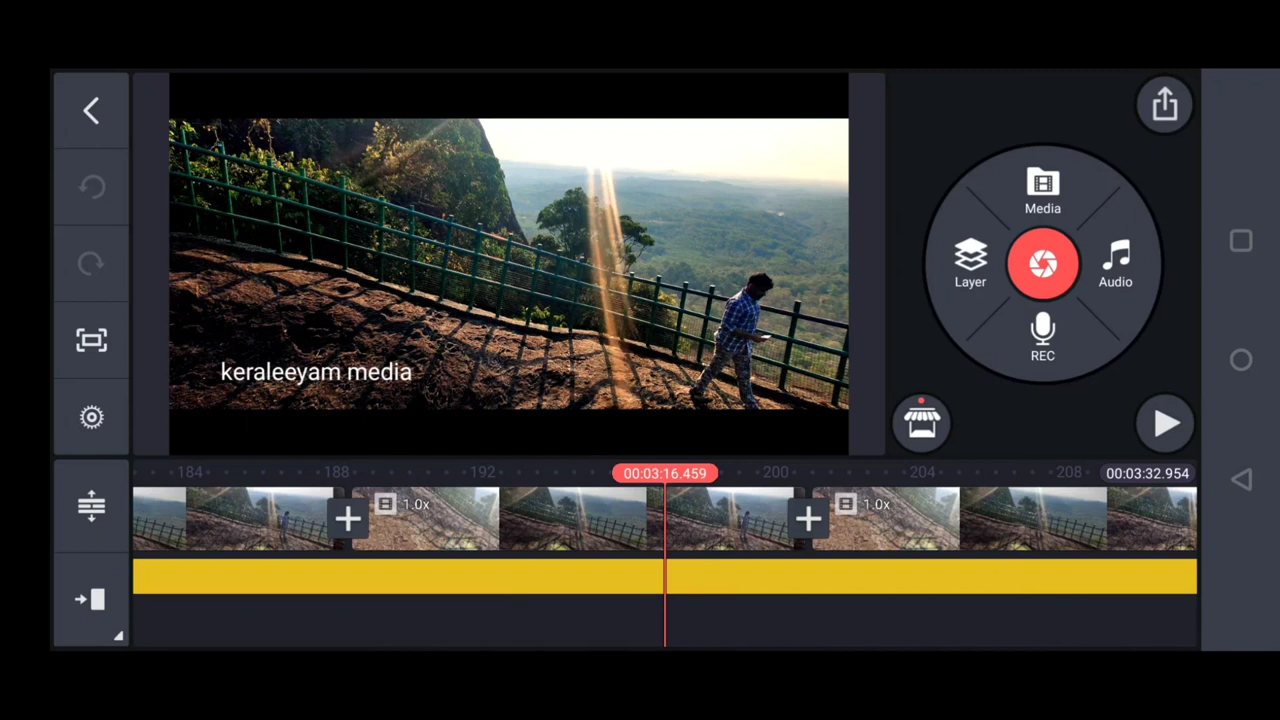 Media
Layer
Audio
REC
keraleeyam media
184
188
192
00:03:16.459
200
204
208
00:03:32.954
1.0x
1.0x